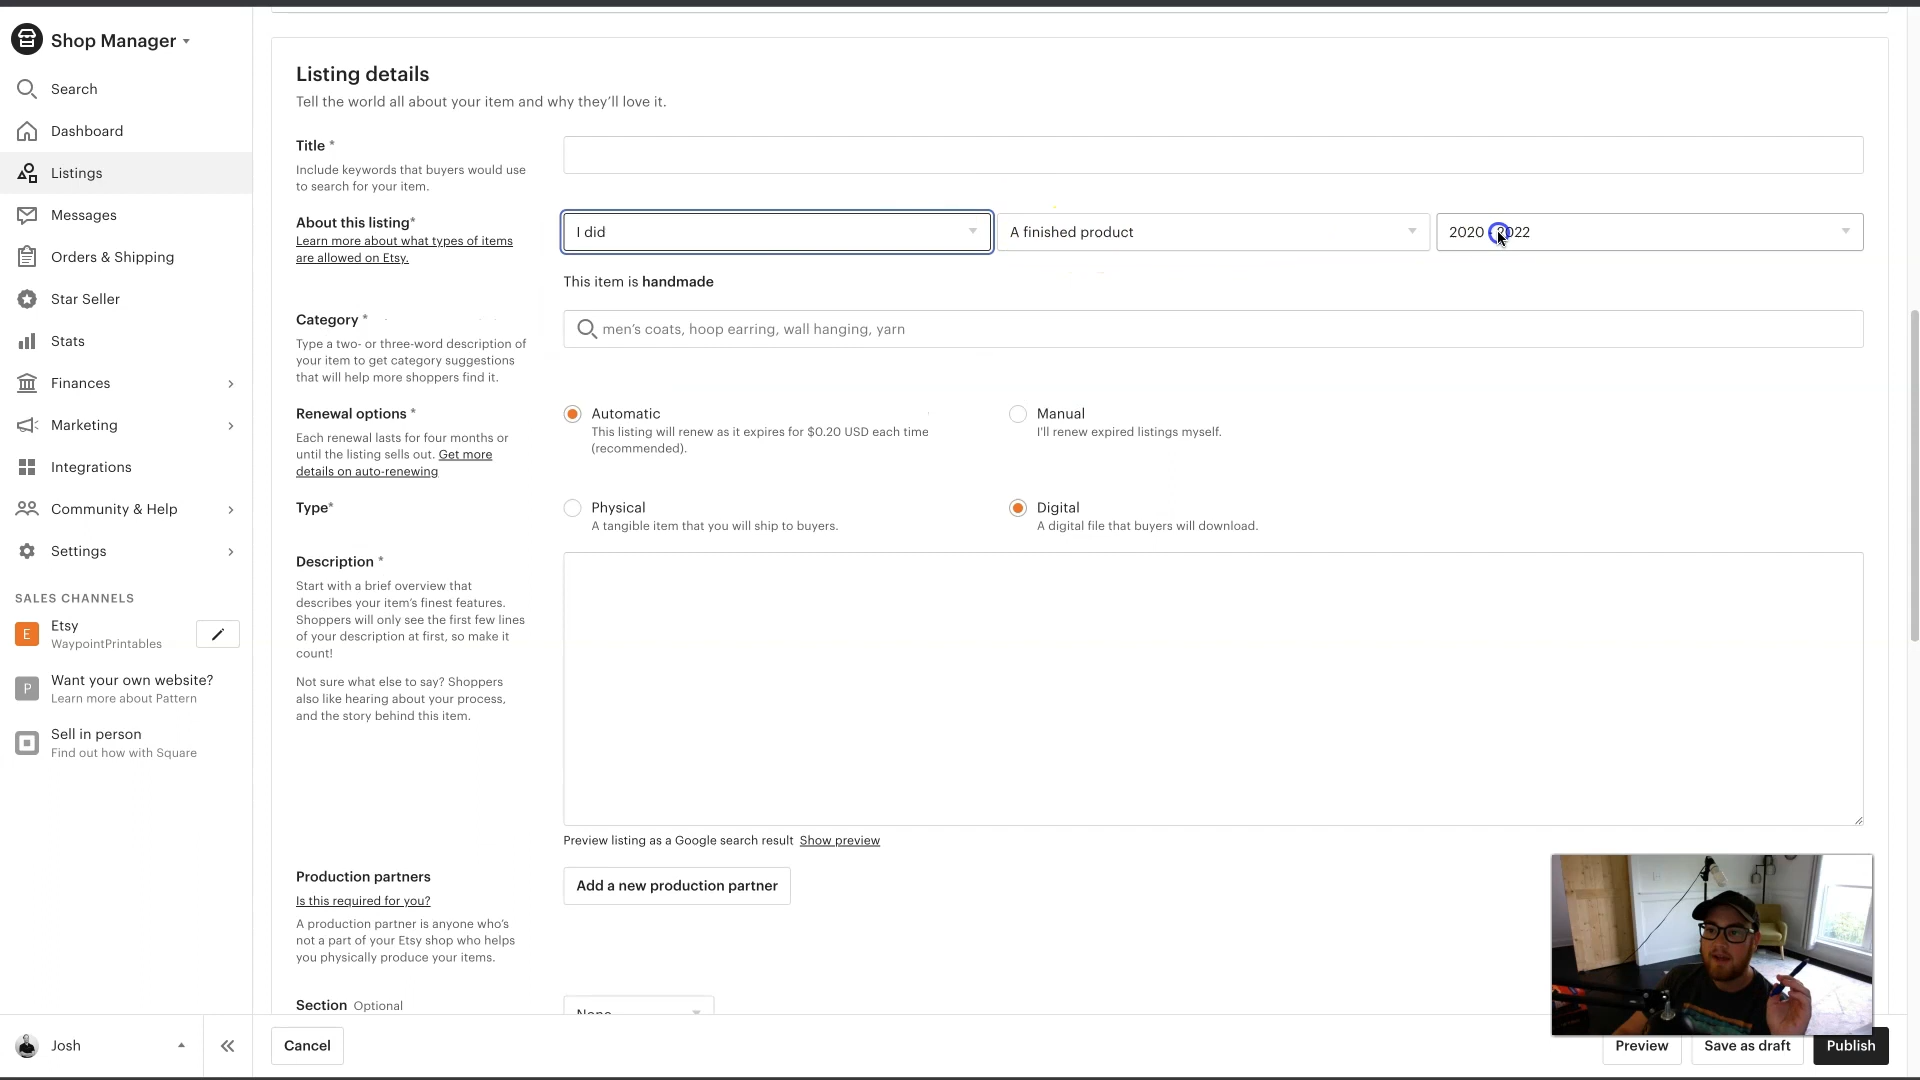 Shop Manager
Search
Dashboard
Listings
Messages
Orders & Shipping
Star Seller
Stats
Finances
Marketing
Integrations
Community & Help
Settings
SALES CHANNELS
E
Etsy
WaypointPrintables
P
Want your own website?
Learn more about Pattern
Sell in person
Find out how with Square
Josh
Listing details
Tell the world all about your item and why they'll love it.
Title *
Include keywords that buyers would use
to search for your item.
About this listing*
Learn more about what types of items
are allowed on Etsy.
I did
A finished product
2020 - 2022
This item is handmade
Category *
Type a two- or three-word description of
your item to get category suggestions
that will help more shoppers find it.
men's coats, hoop earring, wall hanging, yarn
Renewal options *
Each renewal lasts for four months or
until the listing sells out. Get more
details on auto-renewing
Automatic
This listing will renew as it expires for $0.20 USD each time
(recommended).
Manual
I'll renew expired listings myself.
Type*
Physical
A tangible item that you will ship to buyers.
Digital
A digital file that buyers will download.
Description *
Start with a brief overview that
describes your item's finest features.
Shoppers will only see the first few lines
of your description at first, so make it
count!
Not sure what else to say? Shoppers
also like hearing about your process,
and the story behind this item.
Preview listing as a Google search result Show preview
Production partners
Is this required for you?
A production partner is anyone who's
not a part of your Etsy shop who helps
you physically produce your items.
Add a new production partner
Section Optional
None
Cancel
Preview
Save as draft
Publish